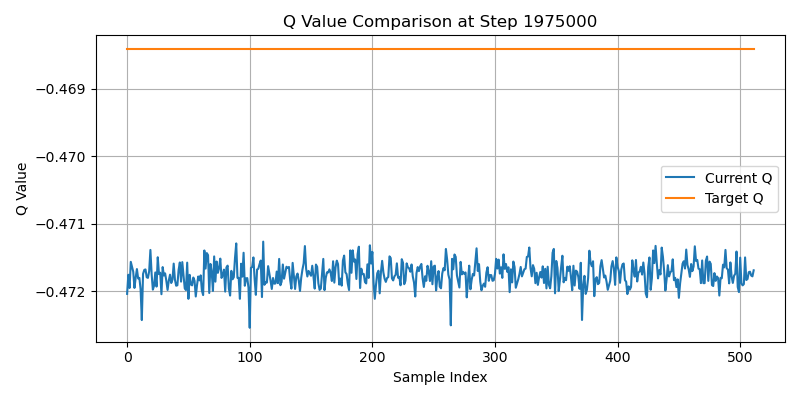 Q Value Comparison at Step 1975000
Q Value
−0.469
−0.470
−0.471
−0.472
Current Q
Target Q
0
100
200
300
400
500
Sample Index